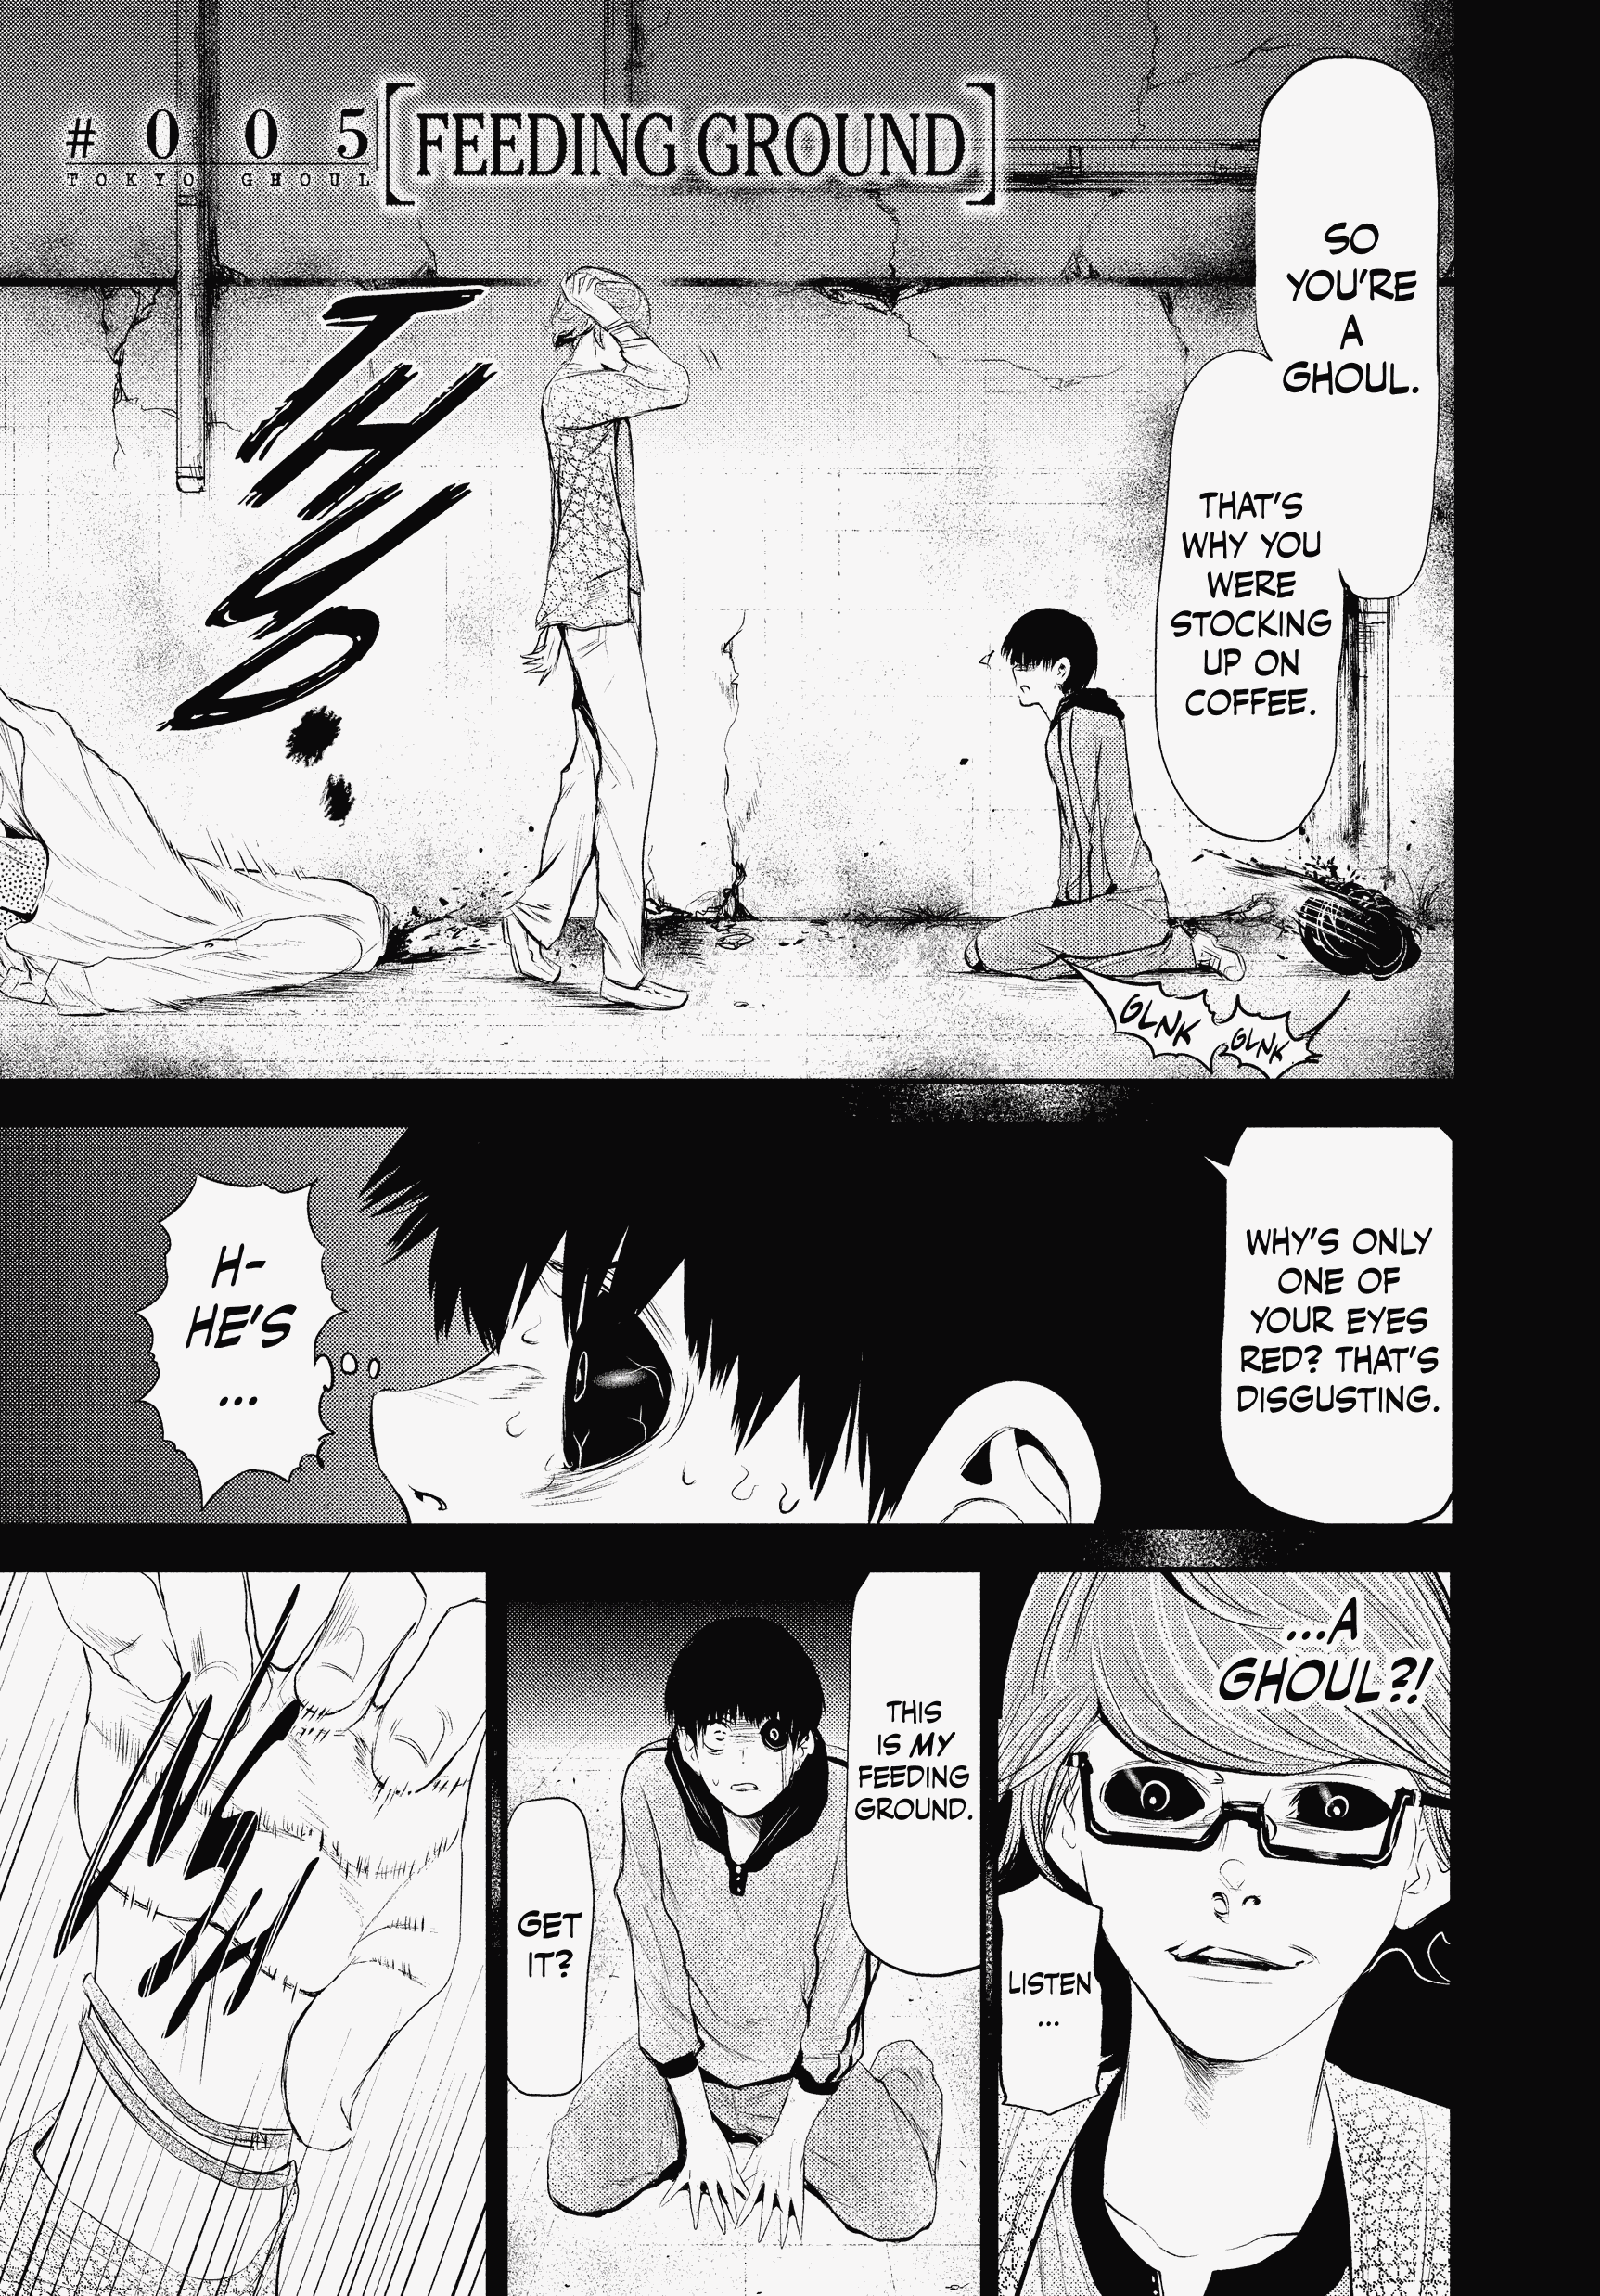 #005
TOKYO GHOUL
[FEEDING GROUND]
SO
YOU'RE
A
GHOUL.
THAT'S
WHY YOU
WERE
STOCKING
UP ON
COFFEE.
THUD
GLNK
GLNK
WHY'S ONLY
ONE OF
YOUR EYES
RED? THAT'S
DISGUSTING.
H-
HE'S
...
...A
GHOUL?!
LISTEN
...
THIS
IS MY
FEEDING
GROUND.
GET
IT?